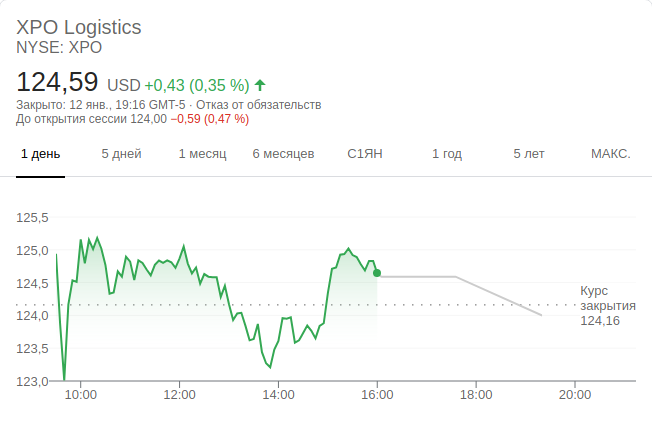 XPO Logistics
NYSE: XPO
124,59 USD +0,43 (0,35 %)
Закрыто: 12 янв., 19:16 GMT-5 · Отказ от обязательств
До открытия сессии 124,00 −0,59 (0,47 %)
1 день 5 дней 1 месяц 6 месяцев С1ЯН 1 год 5 лет МАКС.
125,5
125,0
124,5
124,0
123,5
123,0
Курс
закрытия
124,16
10:00 12:00 14:00 16:00 18:00 20:00